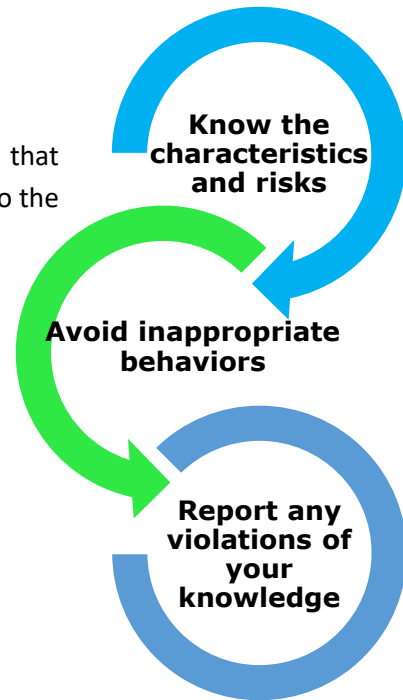 Know the
characteristics
and risks
that
o the
Avoid inappropriate
behaviors
Report any
violations of
your
knowledge